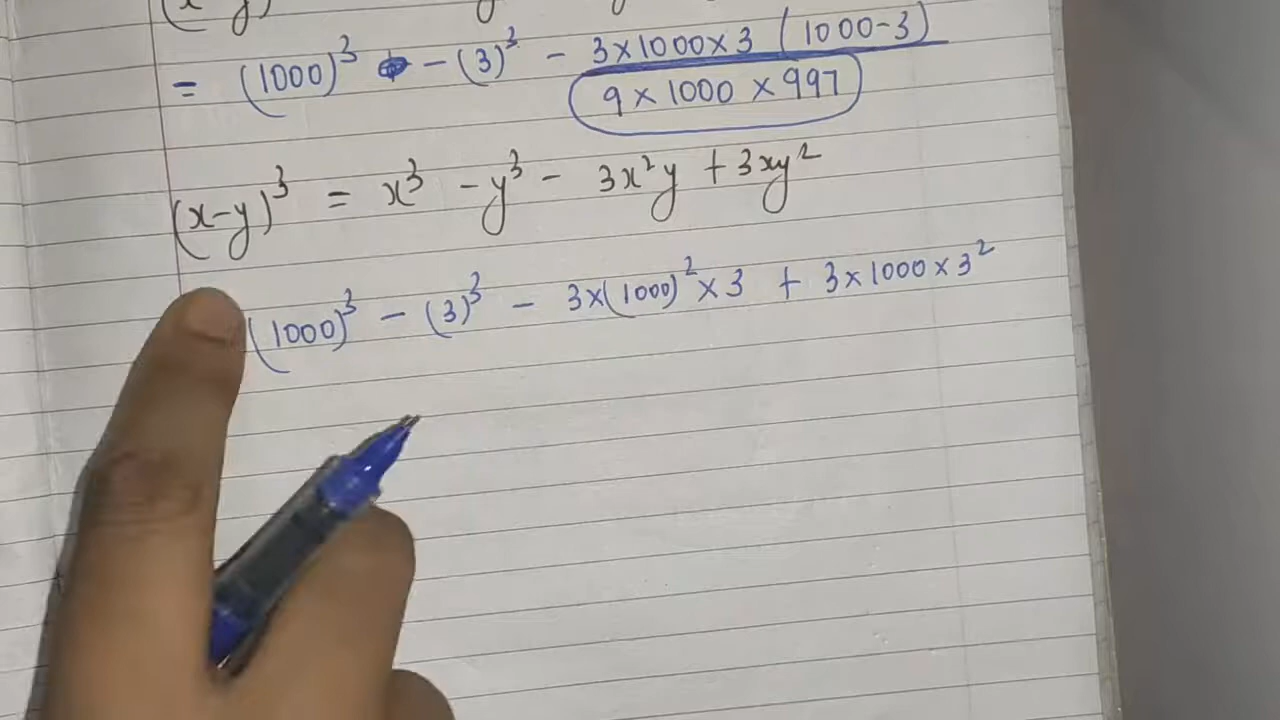 = (1000)³ - (3)³ - 3×1000×3 (1000-3)
9 × 1000 × 997
(x-y)³ = x³ - y³ - 3x²y + 3xy²
(1000)³ - (3)³ - 3×(1000)² × 3 + 3×1000×3²